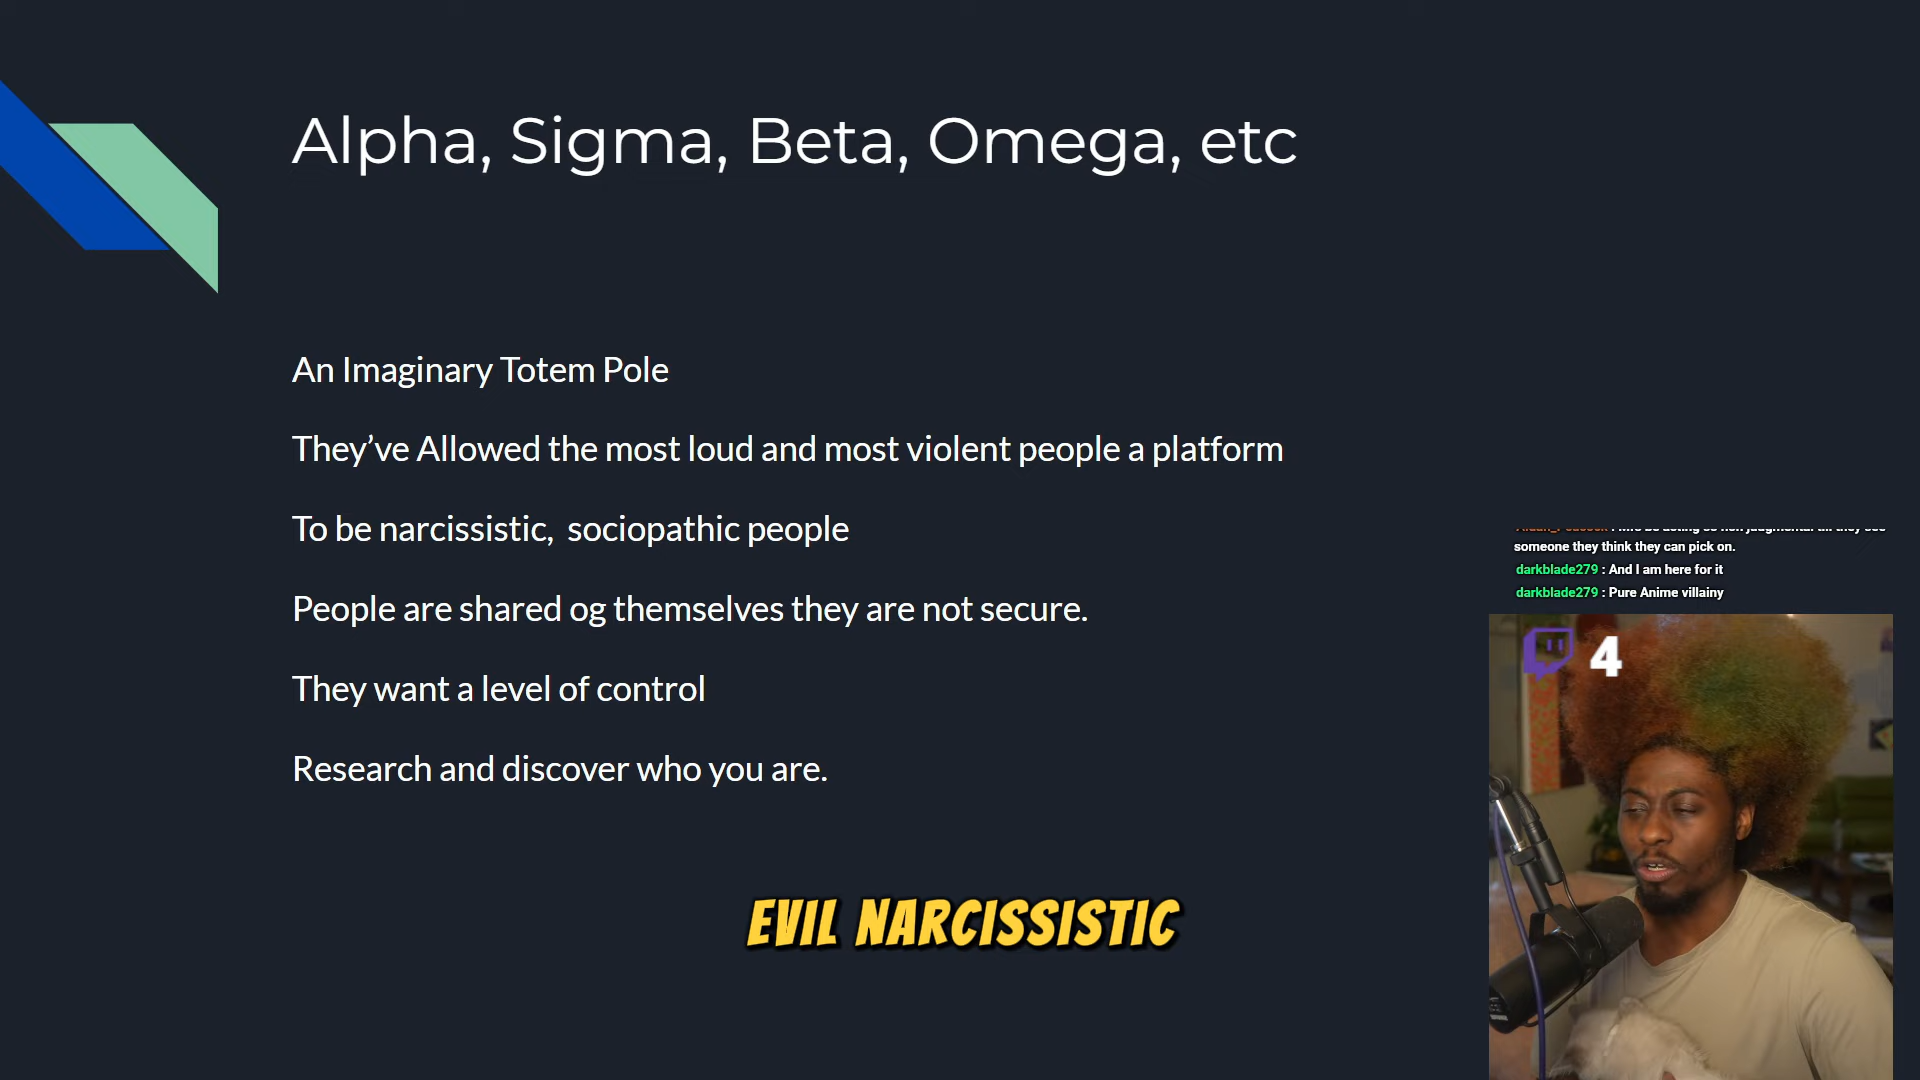 Alpha, Sigma, Beta, Omega, etc
An Imaginary Totem Pole
They’ve Allowed the most loud and most violent people a platform
To be narcissistic,  sociopathic people
People are shared og themselves they are not secure.
They want a level of control
Research and discover who you are.
someone they think they can pick on.
darkblade279 : And I am here for it
darkblade279 : Pure Anime villainy
4
EVIL NARCISSISTIC